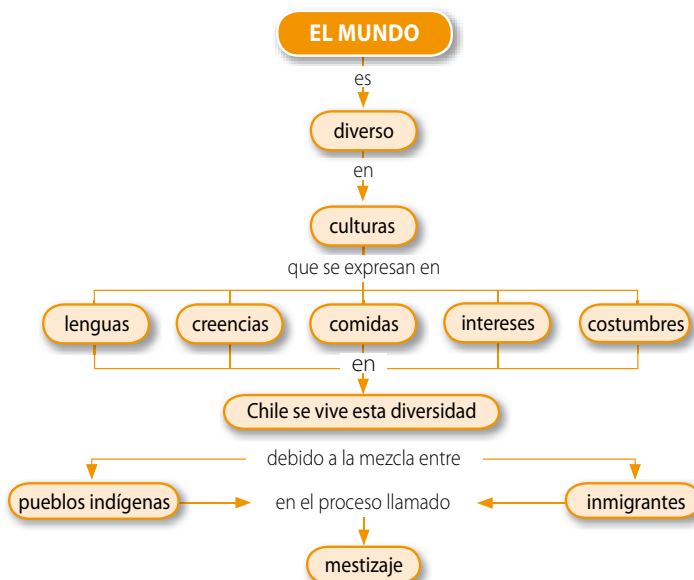 EL MUNDO
es
diverso
en
culturas
que se expresan en
lenguas creencias comidas intereses costumbres
en
Chile se vive esta diversidad
debido a la mezcla entre
pueblos indígenas en el proceso llamado inmigrantes
mestizaje